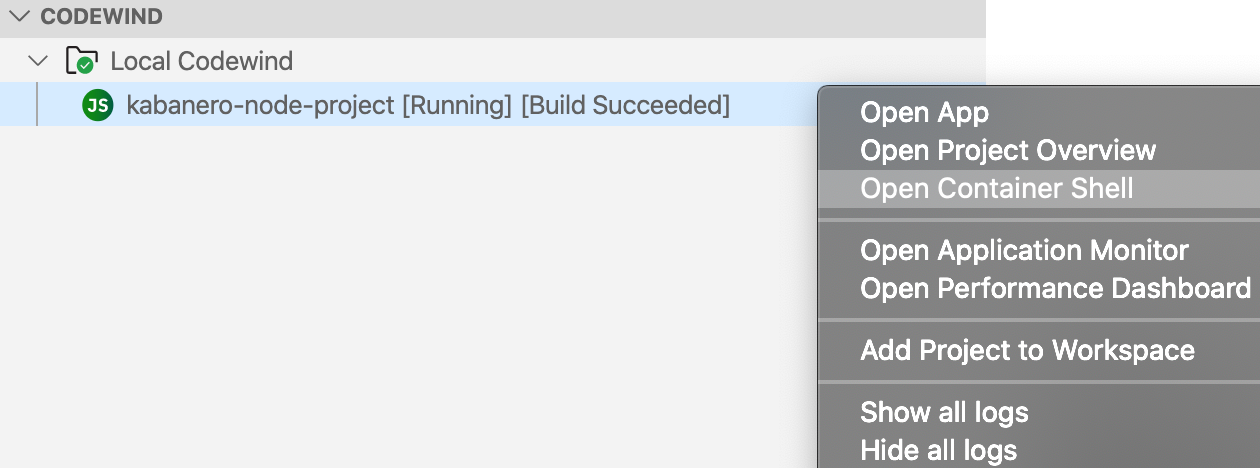 CODEWIND
Local Codewind
JS kabanero-node-project [Running] [Build Succeeded]
Open App
Open Project Overview
Open Container Shell
Open Application Monitor
Open Performance Dashboard
Add Project to Workspace
Show all logs
Hide all logs